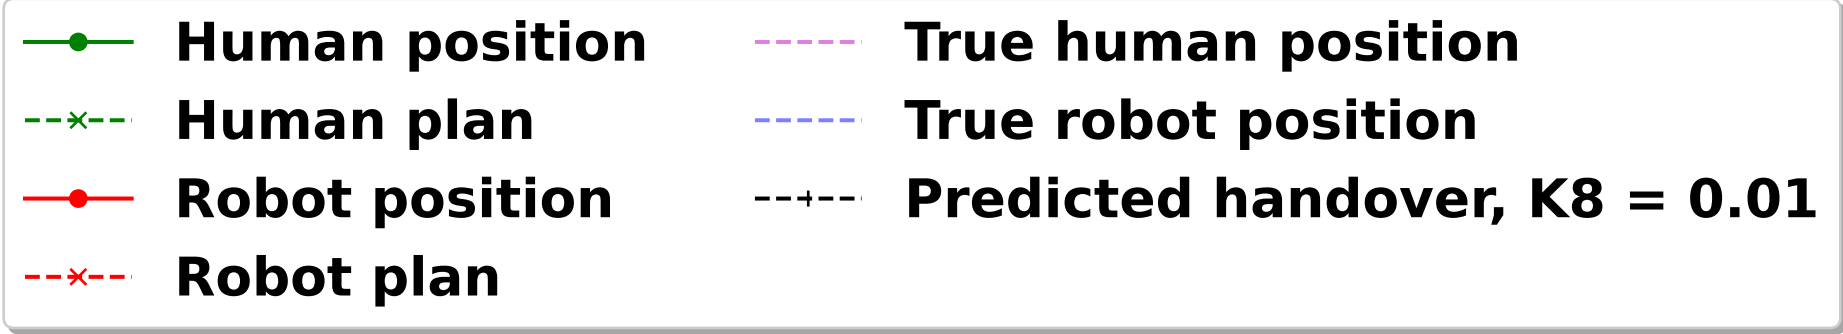 Human position
Human plan
Robot position
Robot plan
True human position
True robot position
Predicted handover, K8 = 0.01